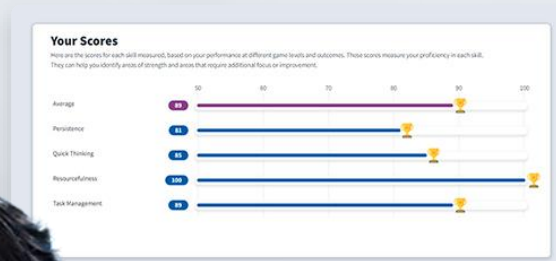 Your Scores
Here are the scores for each skill measured, based on your performance at different game levels and outcomes. These scores measure your proficiency in each skill.
They can help you identify areas of strength and areas that require additional focus or improvement.
50 60 70 80 90 100
Average 89
Persistence 81
Quick Thinking 85
Resourcefulness 100
Task Management 89